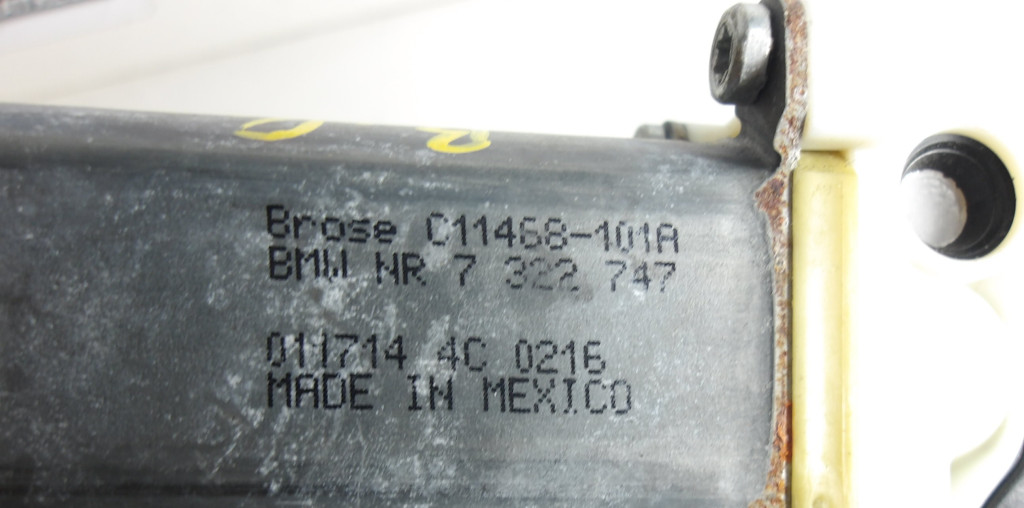 Brose C11468-101A
BMW NR 7 322 747
011714 4C 0216
MADE IN MEXICO